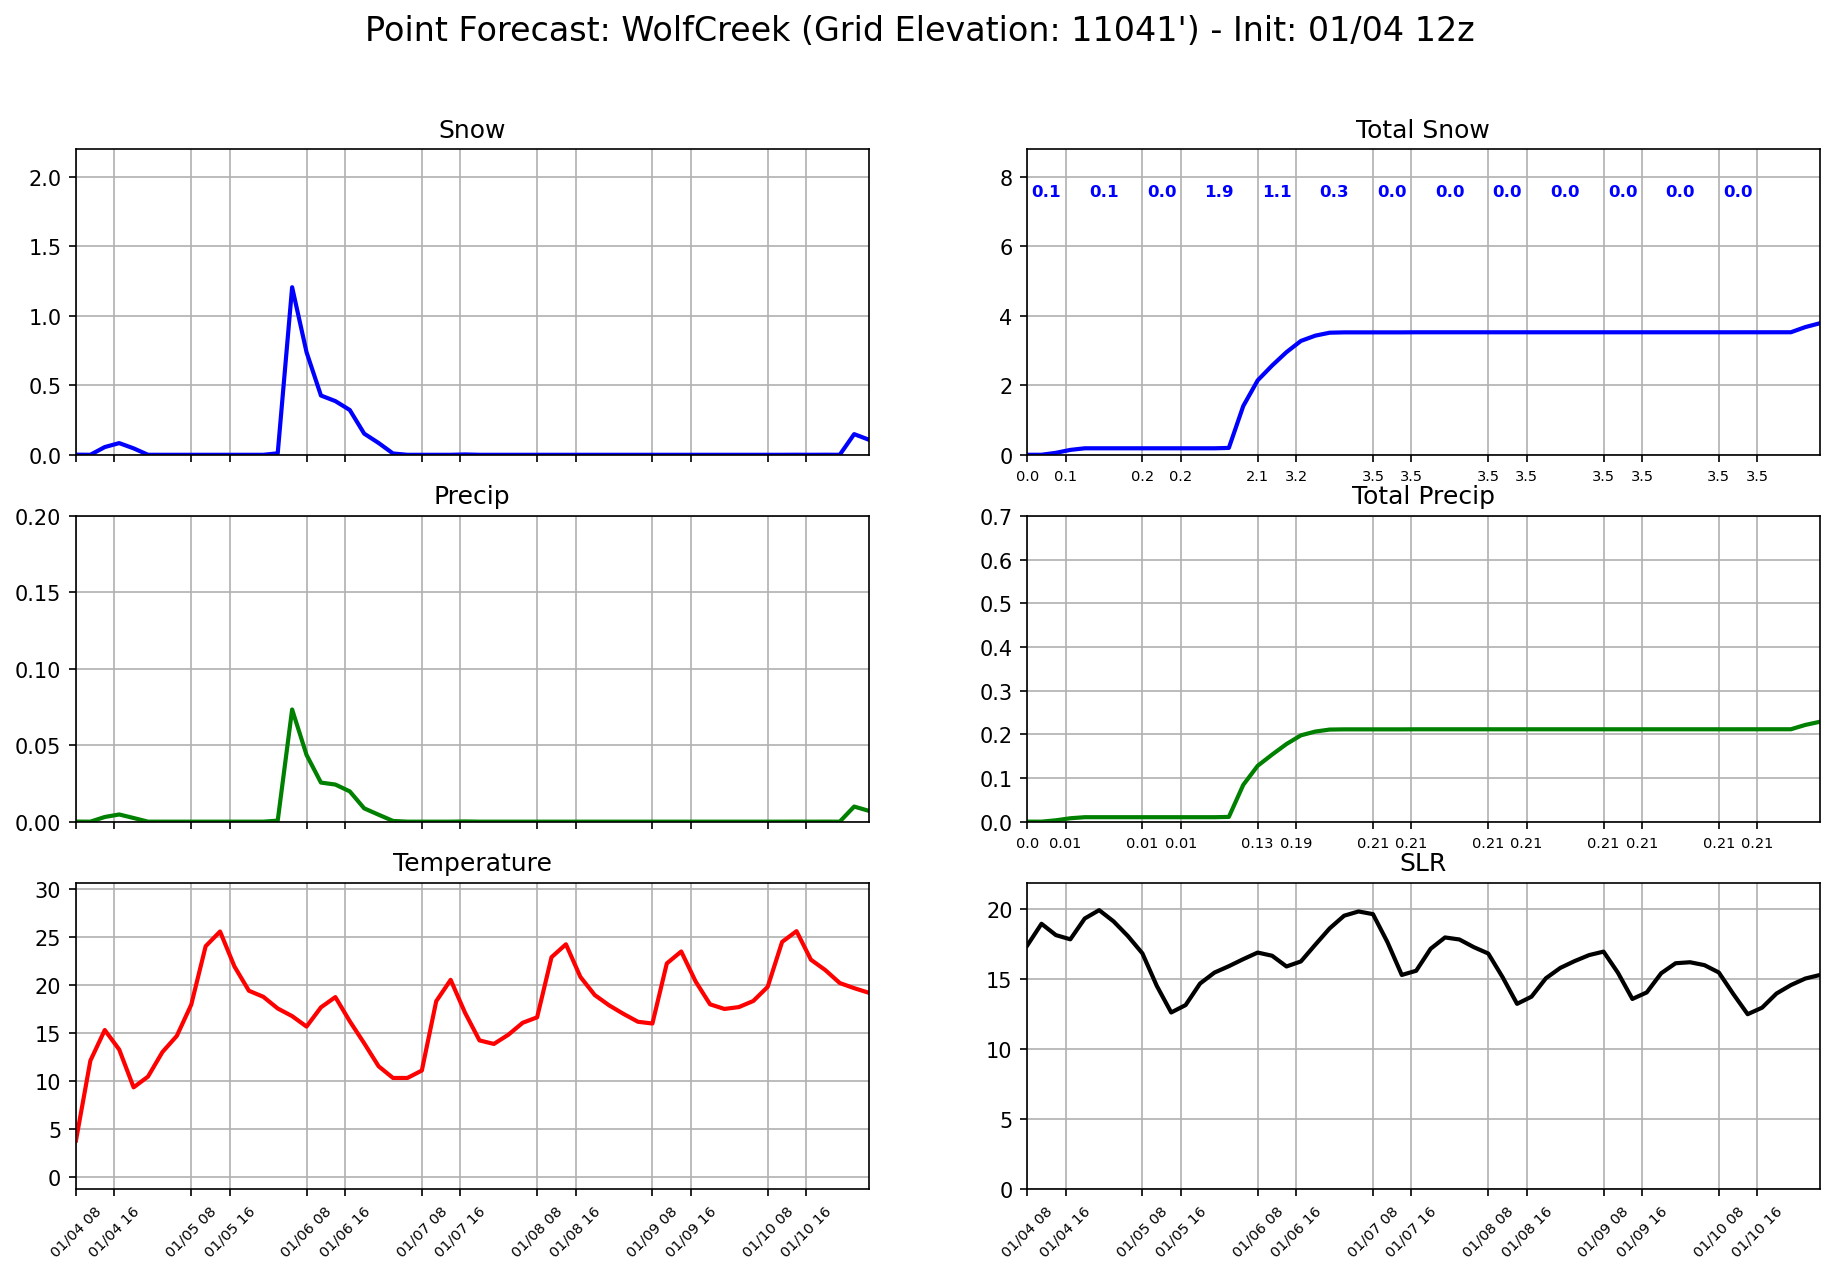 Point Forecast: WolfCreek (Grid Elevation: 11041') - Init: 01/04 12z
Snow
2.0
1.5
1.0
0.5
0.0
Total Snow
8
6
4
2
0
0.1 0.1 0.0 1.9 1.1 0.3 0.0 0.0 0.0 0.0 0.0 0.0 0.0
0.0 0.1 0.2 0.2 2.1 3.2 3.5 3.5 3.5 3.5 3.5 3.5 3.5 3.5
Precip
0.20
0.15
0.10
0.05
0.00
Total Precip
0.7
0.6
0.5
0.4
0.3
0.2
0.1
0.0
0.0 0.01 0.01 0.01 0.13 0.19 0.21 0.21 0.21 0.21 0.21 0.21 0.21 0.21
Temperature
30
25
20
15
10
5
0
01/04 08 01/04 16 01/05 08 01/05 16 01/06 08 01/06 16 01/07 08 01/07 16 01/08 08 01/08 16 01/09 08 01/09 16 01/10 08 01/10 16
SLR
20
15
10
5
0
01/04 08 01/04 16 01/05 08 01/05 16 01/06 08 01/06 16 01/07 08 01/07 16 01/08 08 01/08 16 01/09 08 01/09 16 01/10 08 01/10 16